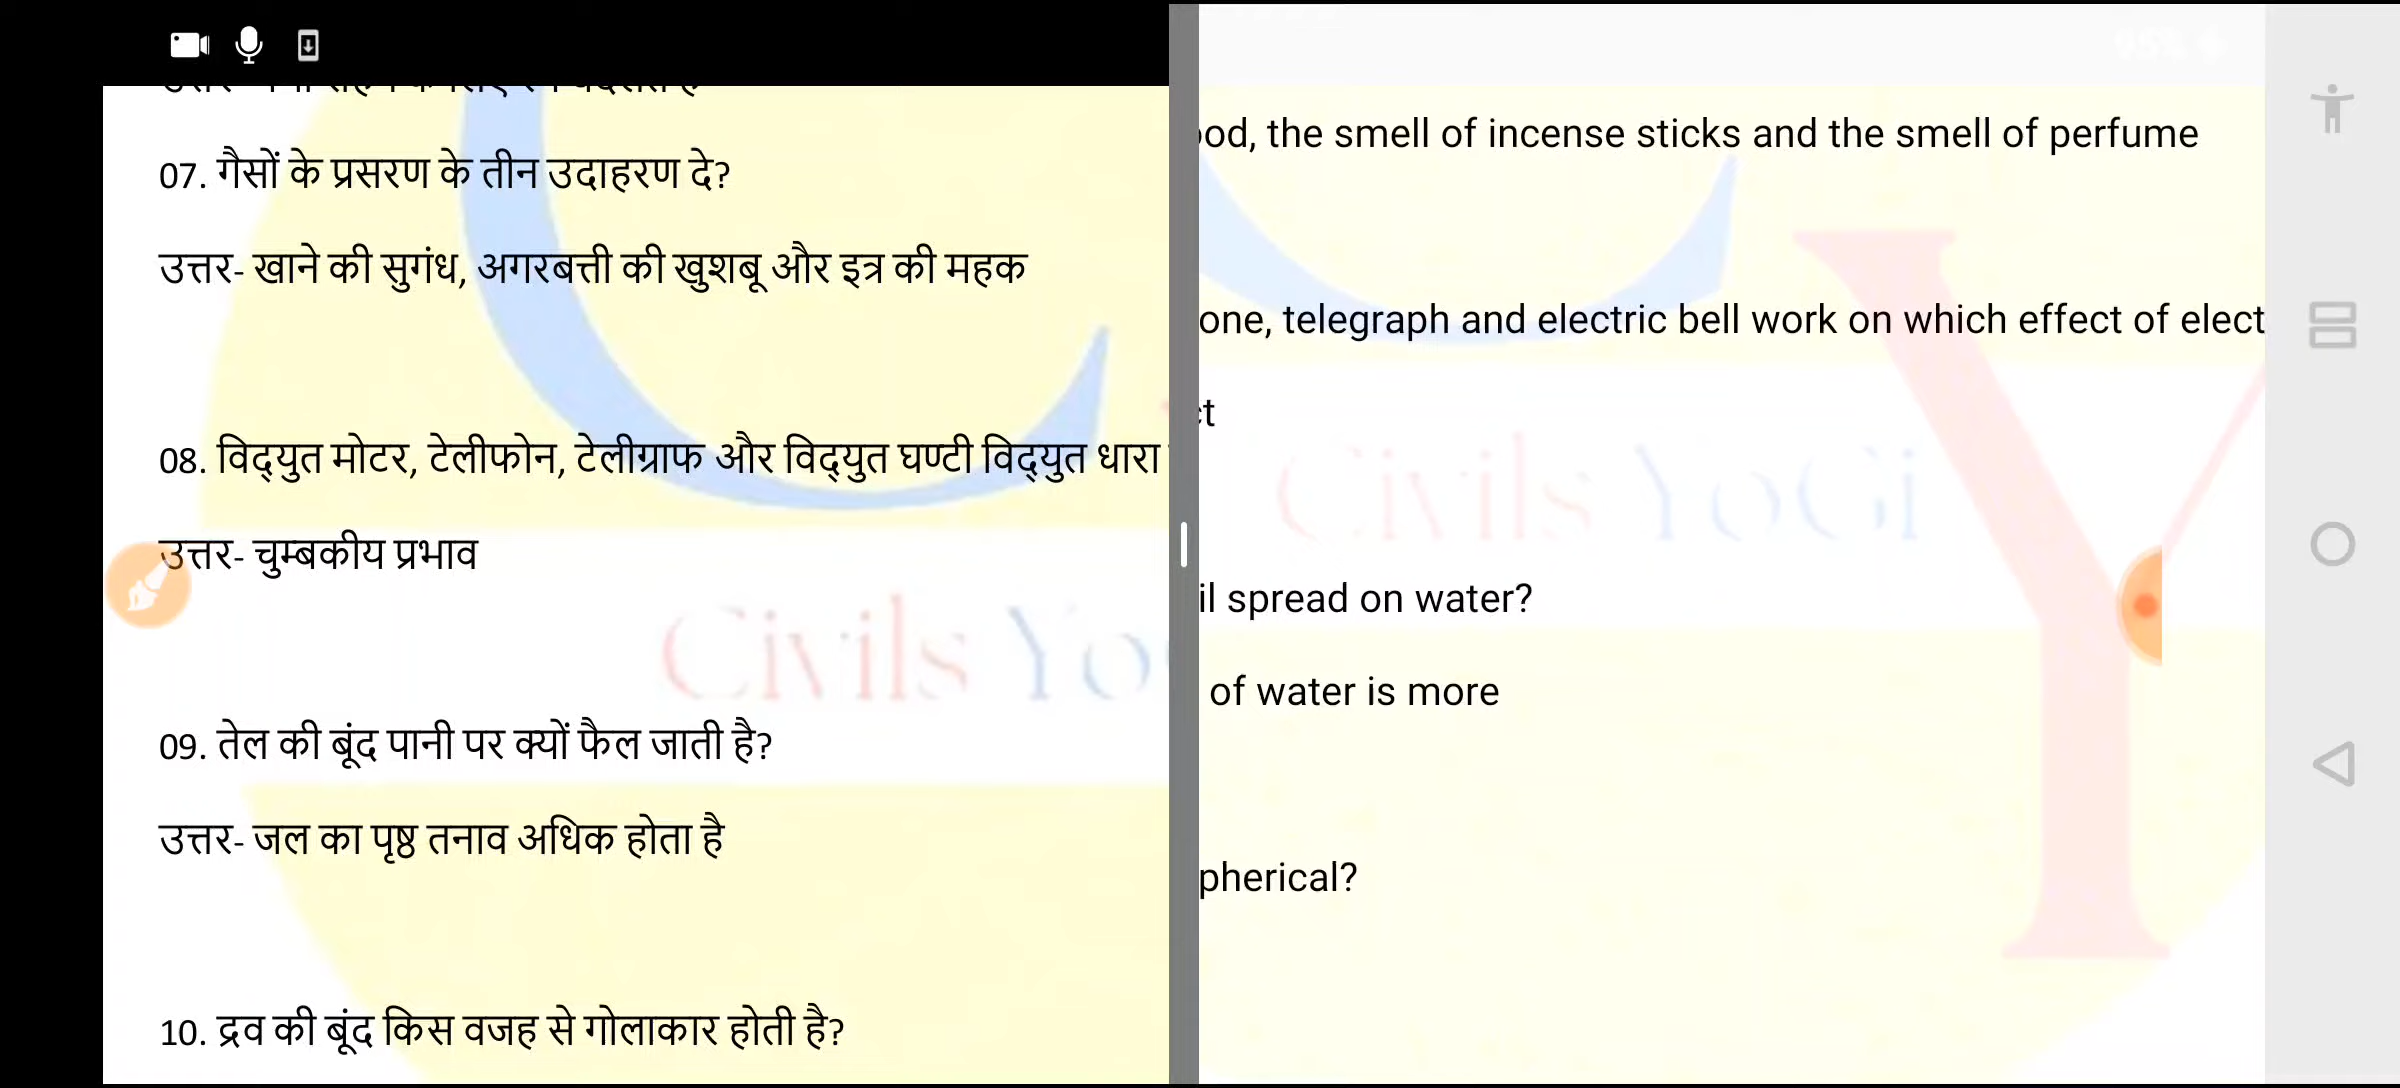 07. गैसों के प्रसरण के तीन उदाहरण दे?
उत्तर- खाने की सुगंध, अगरबत्ती की खुशबू और इत्र की महक
08. विद्युत मोटर, टेलीफोन, टेलीग्राफ और विद्युत घण्टी विद्युत धारा
उत्तर- चुम्बकीय प्रभाव
Civils Yo
09. तेल की बूंद पानी पर क्यों फैल जाती है?
उत्तर- जल का पृष्ठ तनाव अधिक होता है
10. द्रव की बूंद किस वजह से गोलाकार होती है?
ood, the smell of incense sticks and the smell of perfume
one, telegraph and electric bell work on which effect of elect
ct
Civils YoGi
il spread on water?
of water is more
pherical?